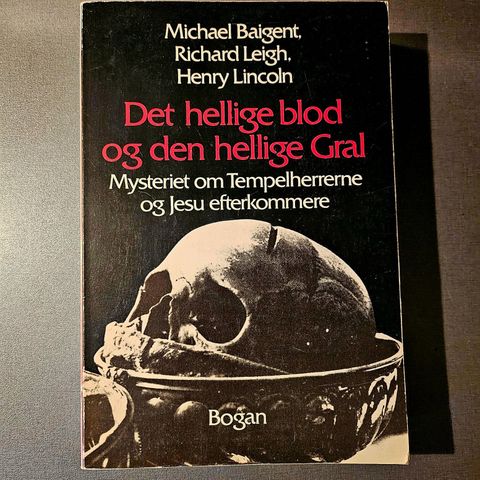 Michael Baigent,
Richard Leigh,
Henry Lincoln
Det hellige blod
og den hellige Gral
Mysteriet om Tempelherrerne
og Jesu efterkommere
Bogan